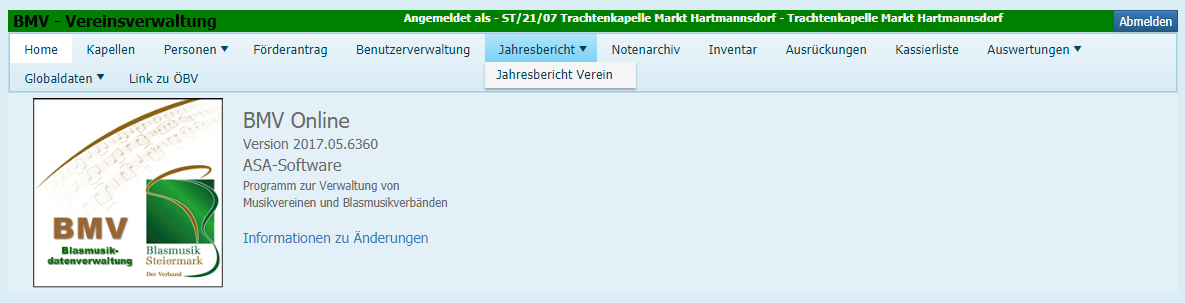 BMV - Vereinsverwaltung
Angemeldet als - ST/21/07 Trachtenkapelle Markt Hartmannsdorf - Trachtenkapelle Markt Hartmannsdorf
Abmelden
Home Kapellen Personen Förderantrag Benutzerverwaltung Jahresbericht Notenarchiv Inventar Ausrückungen Kassierliste Auswertungen
Globaldaten Link zu ÖBV
Jahresbericht Verein
BMV
Blasmusik-
datenverwaltung
Blasmusik
Steiermark
Der Verband
BMV Online
Version 2017.05.6360
ASA-Software
Programm zur Verwaltung von
Musikvereinen und Blasmusikverbänden
Informationen zu Änderungen